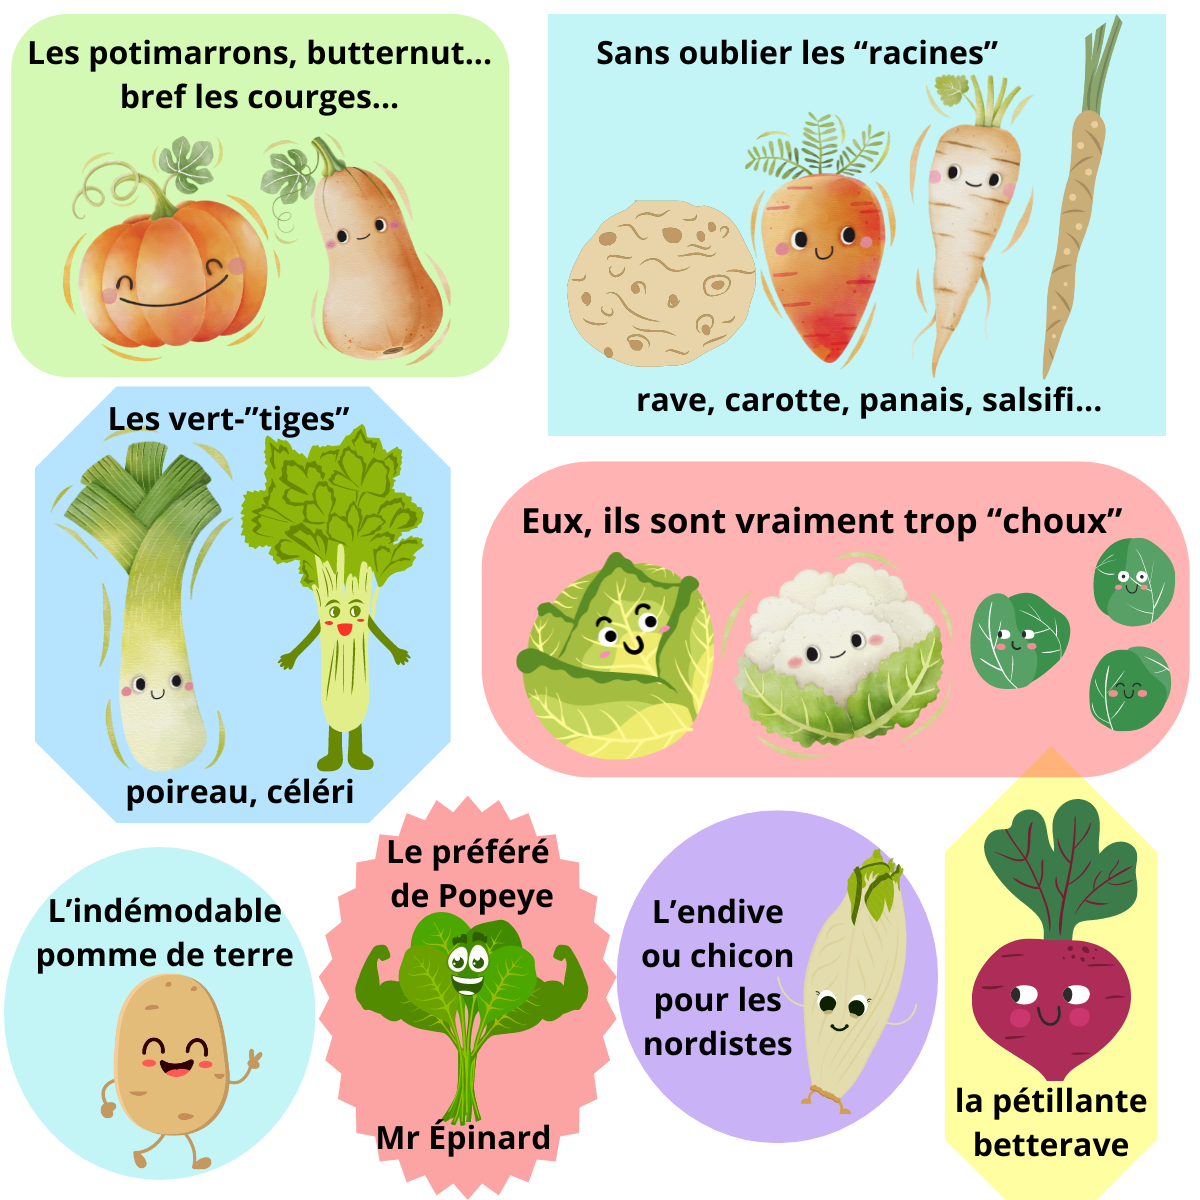 Les potimarrons, butternut...
bref les courges...
Sans oublier les “racines”
rave, carotte, panais, salsifi...
Les vert-”tiges”
poireau, céléri
Eux, ils sont vraiment trop “choux”
L’indémodable
pomme de terre
Le préféré
de Popeye
Mr Épinard
L’endive
ou chicon
pour les
nordistes
la pétillante
betterave